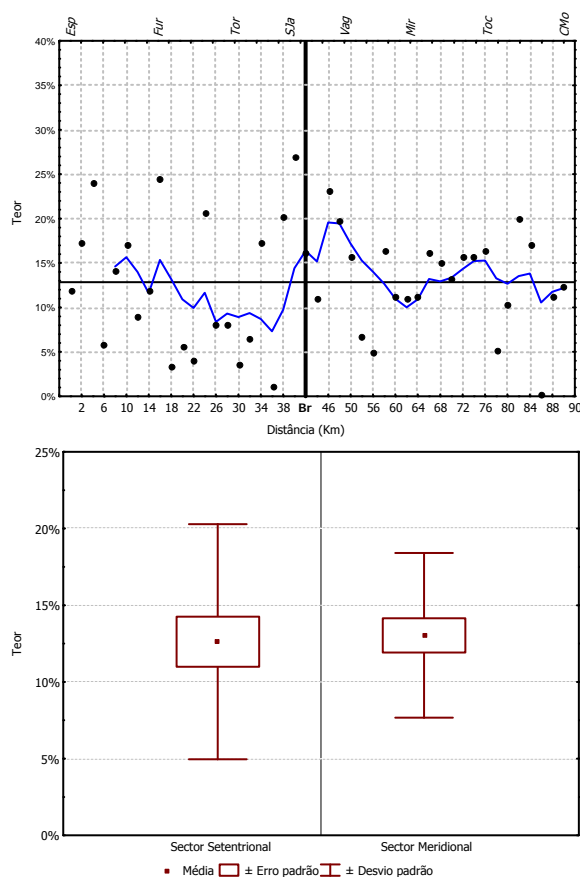 Esp Fur Tor SJa Vag Mir Toc CMo
40%
35%
30%
25%
20%
15%
10%
5%
0%
Teor
2 6 10 14 18 22 26 30 34 38 Br 46 50 56 60 64 68 72 76 80 84 88 90
Distância (Km)
25%
20%
15%
10%
5%
0%
Teor
Sector Setentrional Sector Meridional
Média ± Erro padrão ± Desvio padrão